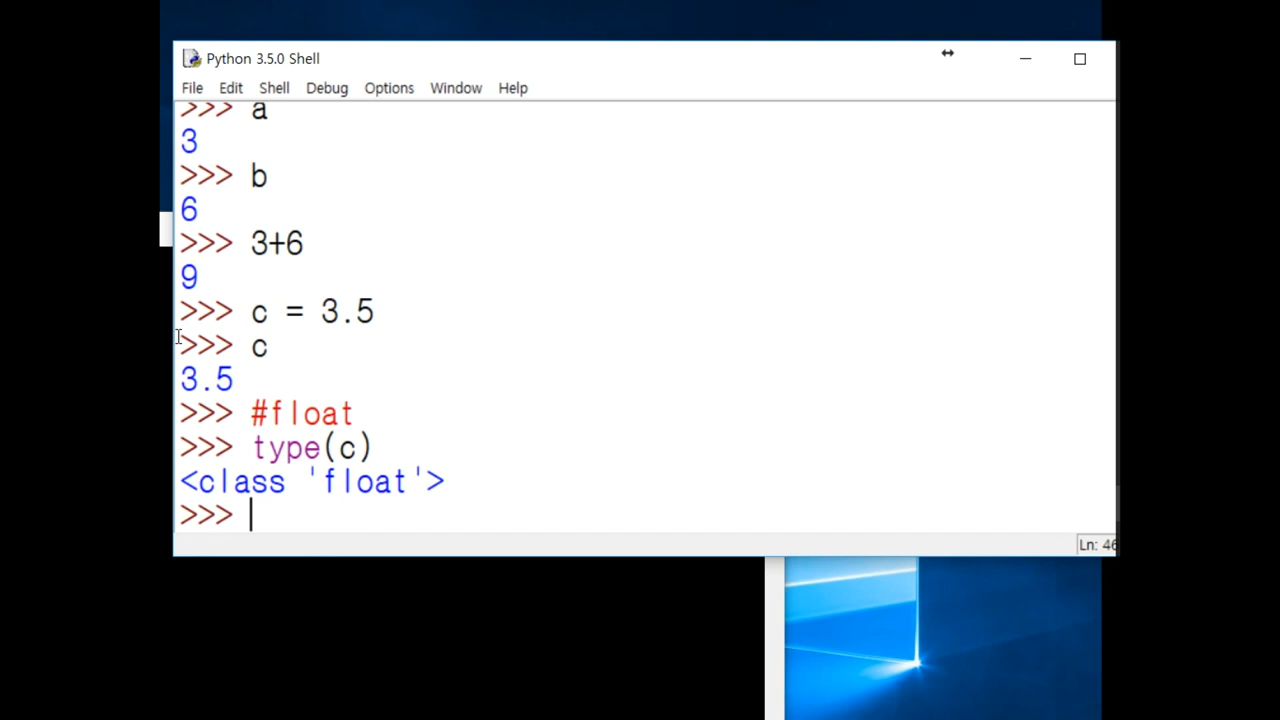 Python 3.5.0 Shell
File Edit Shell Debug Options Window Help
>>> a
3
>>> b
6
>>> 3+6
9
>>> c = 3.5
>>> c
3.5
>>> #float
>>> type(c)
<class 'float'>
>>>
Ln: 46